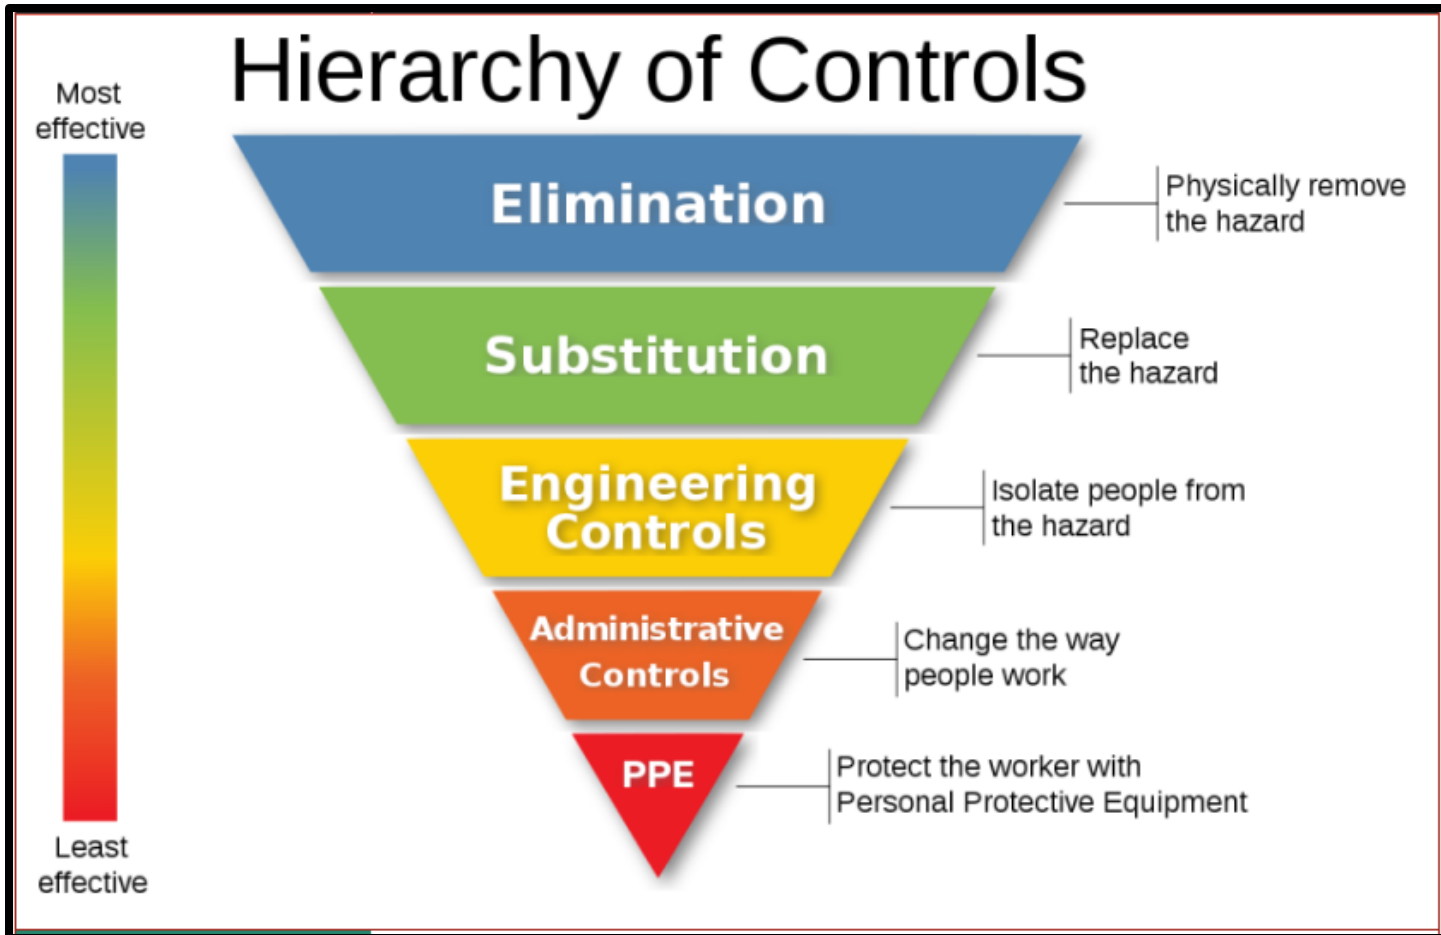 Hierarchy of Controls
Most
effective
Elimination
Physically remove
the hazard
Substitution
Replace
the hazard
Engineering
Controls
Isolate people from
the hazard
Administrative
Controls
Change the way
people work
PPE
Protect the worker with
Personal Protective Equipment
Least
effective